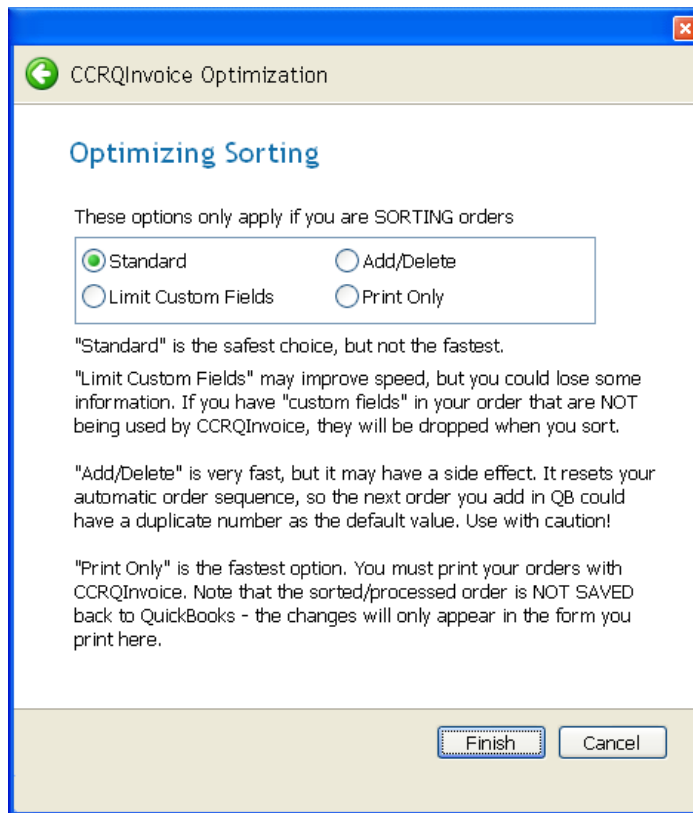 CCRQInvoice Optimization
Optimizing Sorting
These options only apply if you are SORTING orders
Standard Add/Delete
Limit Custom Fields Print Only
"Standard" is the safest choice, but not the fastest.
"Limit Custom Fields" may improve speed, but you could lose some
information. If you have "custom fields" in your order that are NOT
being used by CCRQInvoice, they will be dropped when you sort.
"Add/Delete" is very fast, but it may have a side effect. It resets your
automatic order sequence, so the next order you add in QB could
have a duplicate number as the default value. Use with caution!
"Print Only" is the fastest option. You must print your orders with
CCRQInvoice. Note that the sorted/processed order is NOT SAVED
back to QuickBooks - the changes will only appear in the form you
print here.
Finish Cancel